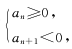 {a_n≥0，
a_{n+1}<0，